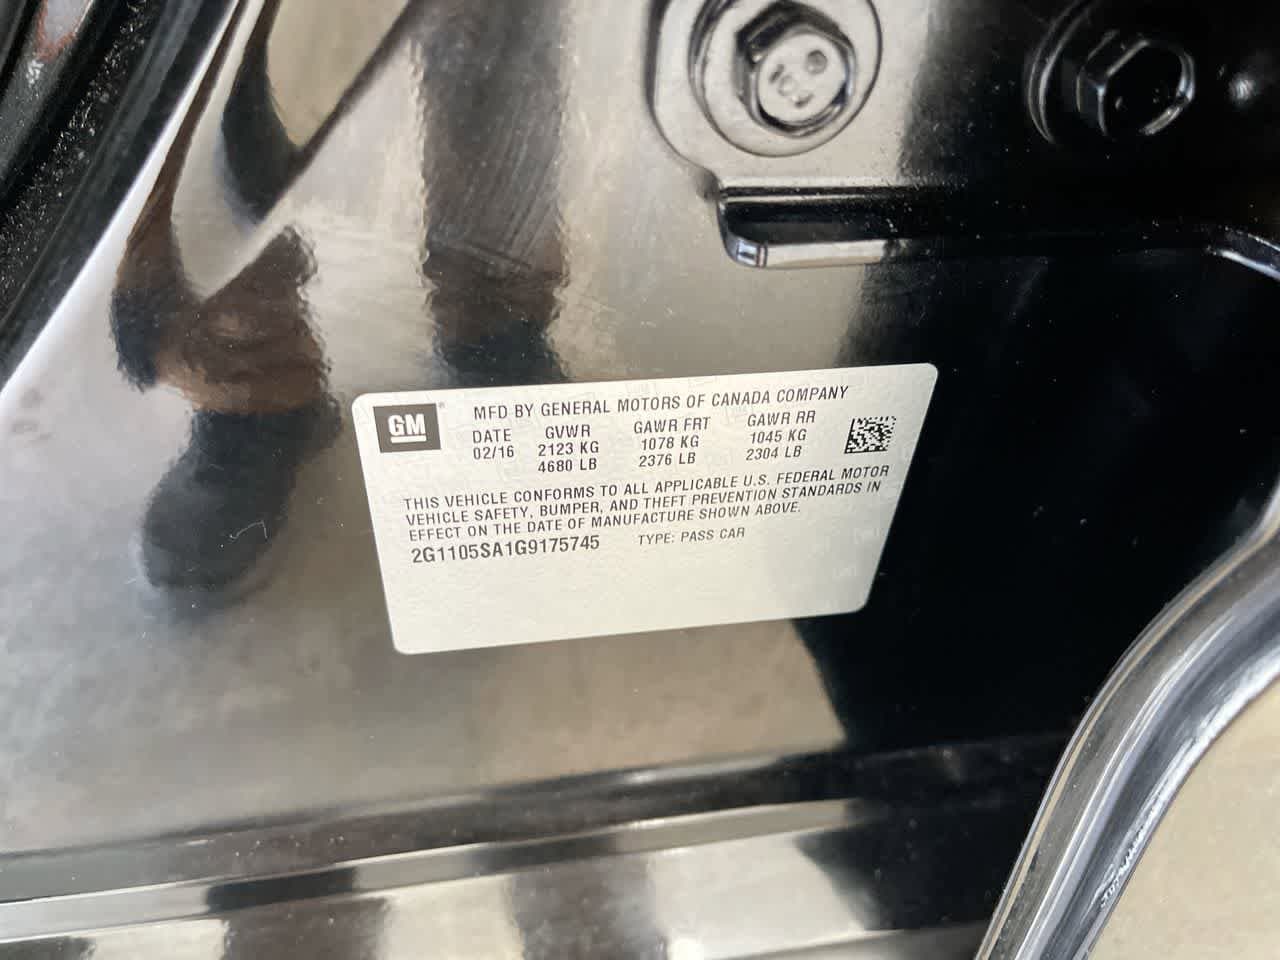 GM
MFD BY GENERAL MOTORS OF CANADA COMPANY
DATE GVWR GAWR FRT GAWR RR
02/16 2123 KG 1078 KG 1045 KG
4680 LB 2376 LB 2304 LB
THIS VEHICLE CONFORMS TO ALL APPLICABLE U.S. FEDERAL MOTOR
VEHICLE SAFETY, BUMPER, AND THEFT PREVENTION STANDARDS IN
EFFECT ON THE DATE OF MANUFACTURE SHOWN ABOVE.
2G1105SA1G9175745 TYPE: PASS CAR